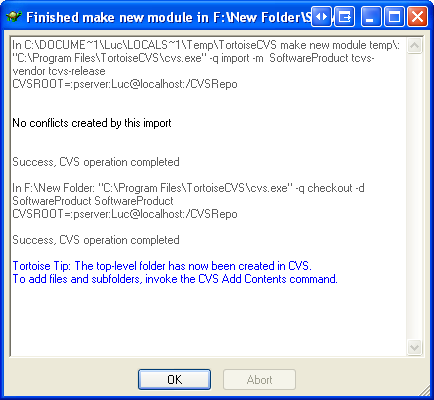 Finished make new module in F:\New Folder\S
In C:\DOCUME~1\Luc\LOCALS~1\Temp\TortoiseCVS make new module temp\:
"C:\Program Files\TortoiseCVS\cvs.exe" -q import -m SoftwareProduct tcvs-
vendor tcvs-release
CVSROOT=:pserver:Luc@localhost:/CVSRepo
No conflicts created by this import
Success, CVS operation completed
In F:\New Folder: "C:\Program Files\TortoiseCVS\cvs.exe" -q checkout -d
SoftwareProduct SoftwareProduct
CVSROOT=:pserver:Luc@localhost:/CVSRepo
Success, CVS operation completed
Tortoise Tip: The top-level folder has now been created in CVS.
To add files and subfolders, invoke the CVS Add Contents command.
OK
Abort